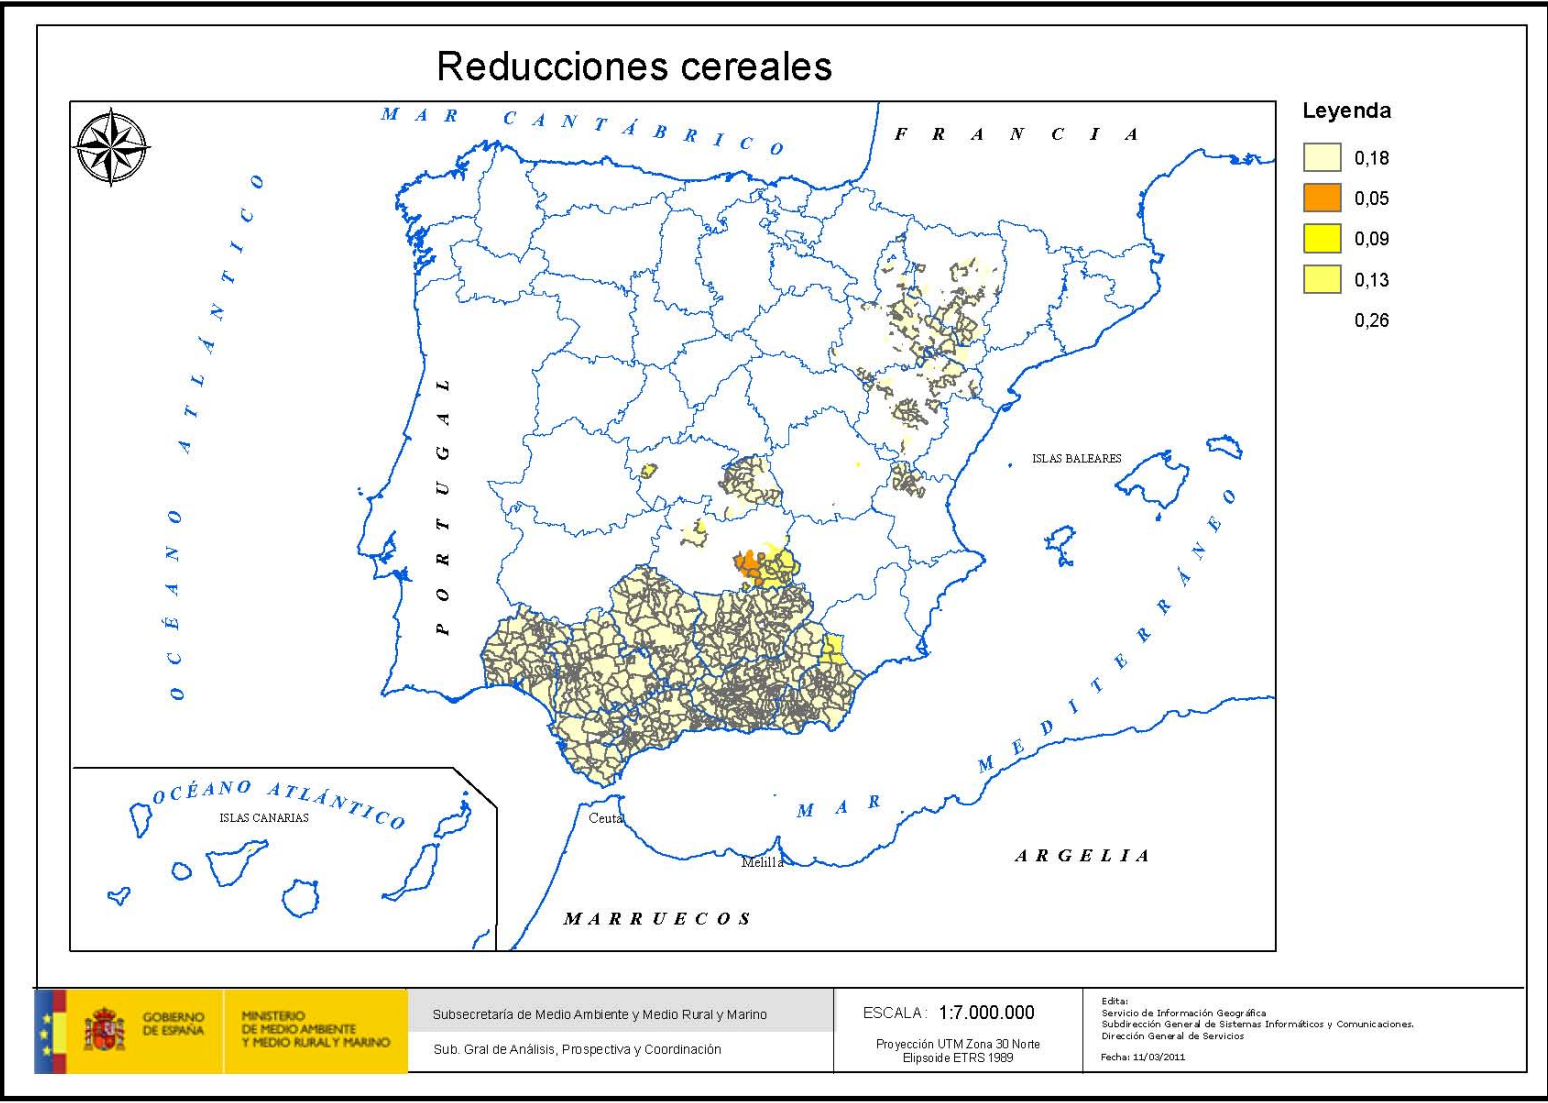 Reducciones cereales
MAR CANTÁBRICO
FRANCIA
OCÉANO ATLÁNTICO
PORTUGAL
ISLAS BALEARES
MAR MEDITERRÁNEO
OCÉANO ATLÁNTICO
ISLAS CANARIAS
Ceuta
Melilla
ARGELIA
MARRUECOS
Leyenda
0,18
0,05
0,09
0,13
0,26
GOBIERNO
DE ESPAÑA
MINISTERIO
DE MEDIO AMBIENTE
Y MEDIO RURAL Y MARINO
Subsecretaría de Medio Ambiente y Medio Rural y Marino
Sub. Gral de Análisis, Prospectiva y Coordinación
ESCALA: 1:7.000.000
Proyección UTM Zona 30 Norte
Elipsoide ETRS 1989
Edita:
Servicio de Información Geográfica
Subdirección General de Sistemas Informáticos y Comunicaciones.
Dirección General de Servicios
Fecha: 11/03/2011